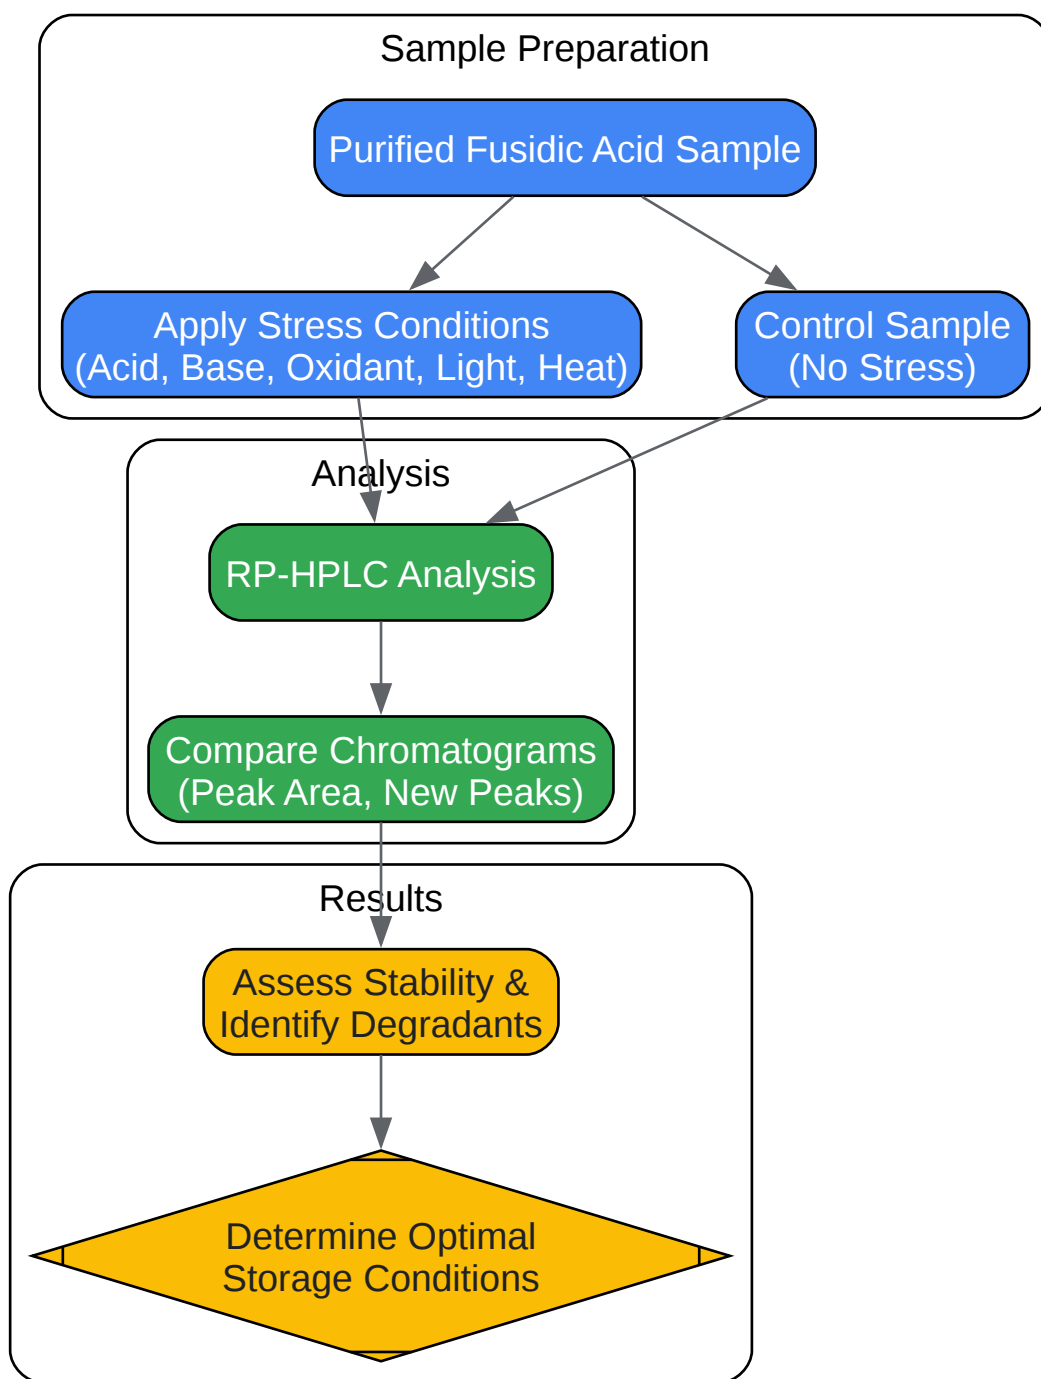 Sample Preparation
Purified Fusidic Acid Sample
Apply Stress Conditions
(Acid, Base, Oxidant, Light, Heat)
Control Sample
(No Stress)
Analysis
RP-HPLC Analysis
Compare Chromatograms
(Peak Area, New Peaks)
Results
Assess Stability &
Identify Degradants
Determine Optimal
Storage Conditions